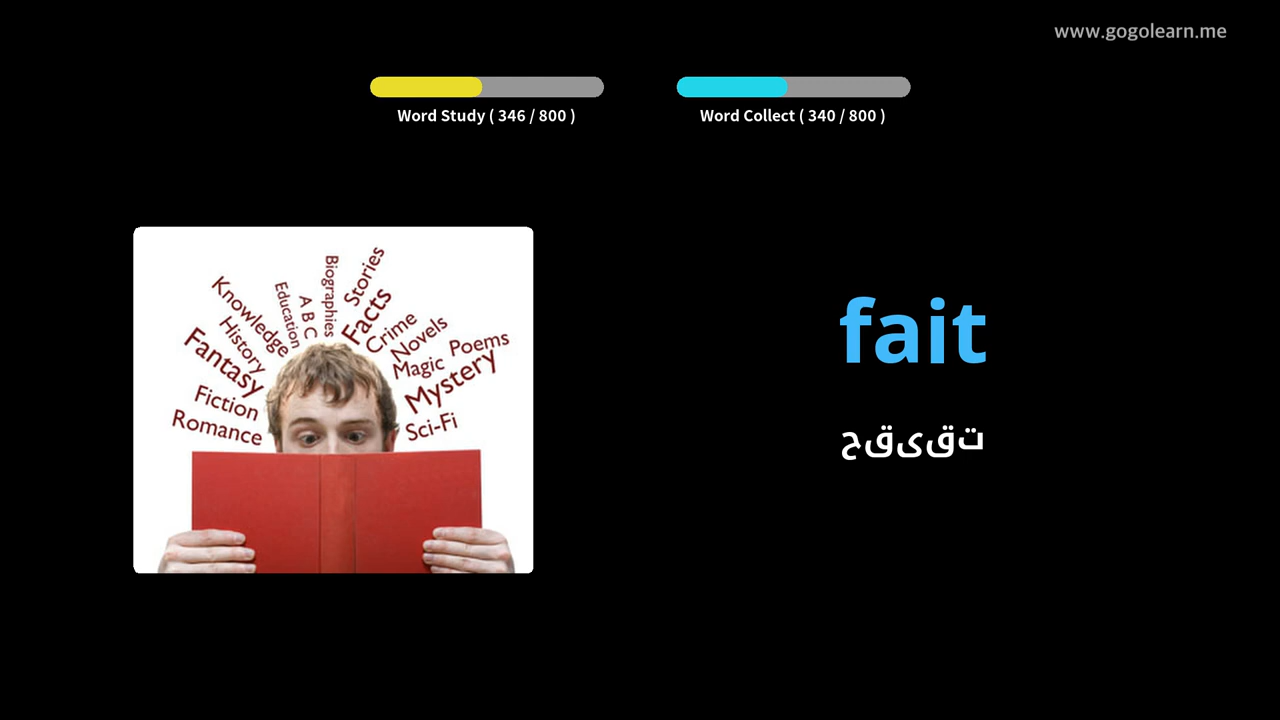 www.gogolearn.me
Word Study ( 346 / 800 )
Word Collect ( 340 / 800 )
Biographies
Stories
Education
A B C
Facts
Knowledge
History
Crime
Novels
Poems
Fantasy
Magic
Mystery
Fiction
Romance
Sci-Fi
fait
تقیقح